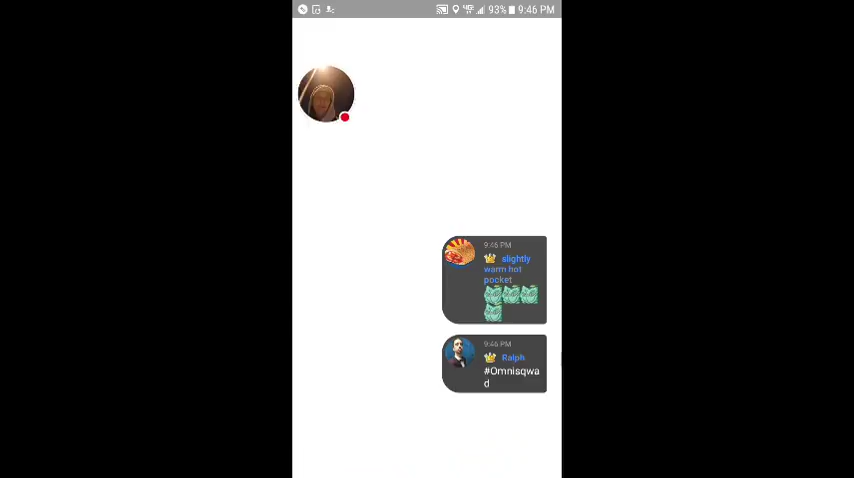 93% 9:46 PM
9:46 PM
slightly
warm hot
pocket
9:46 PM
Ralph
#Omnisqwa
d